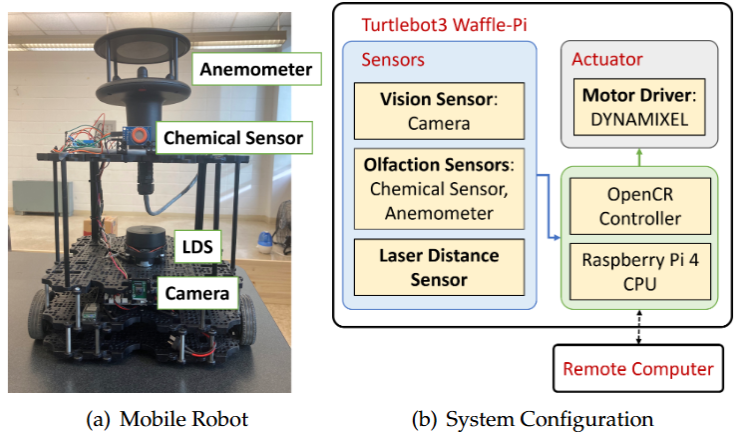 Anemometer
Chemical Sensor
LDS
Camera
(a) Mobile Robot
Turtlebot3 Waffle-Pi
Sensors
Vision Sensor:
Camera
Olfaction Sensors:
Chemical Sensor,
Anemometer
Laser Distance
Sensor
Actuator
Motor Driver:
DYNAMIXEL
OpenCR
Controller
Raspberry Pi 4
CPU
Remote Computer
(b) System Configuration